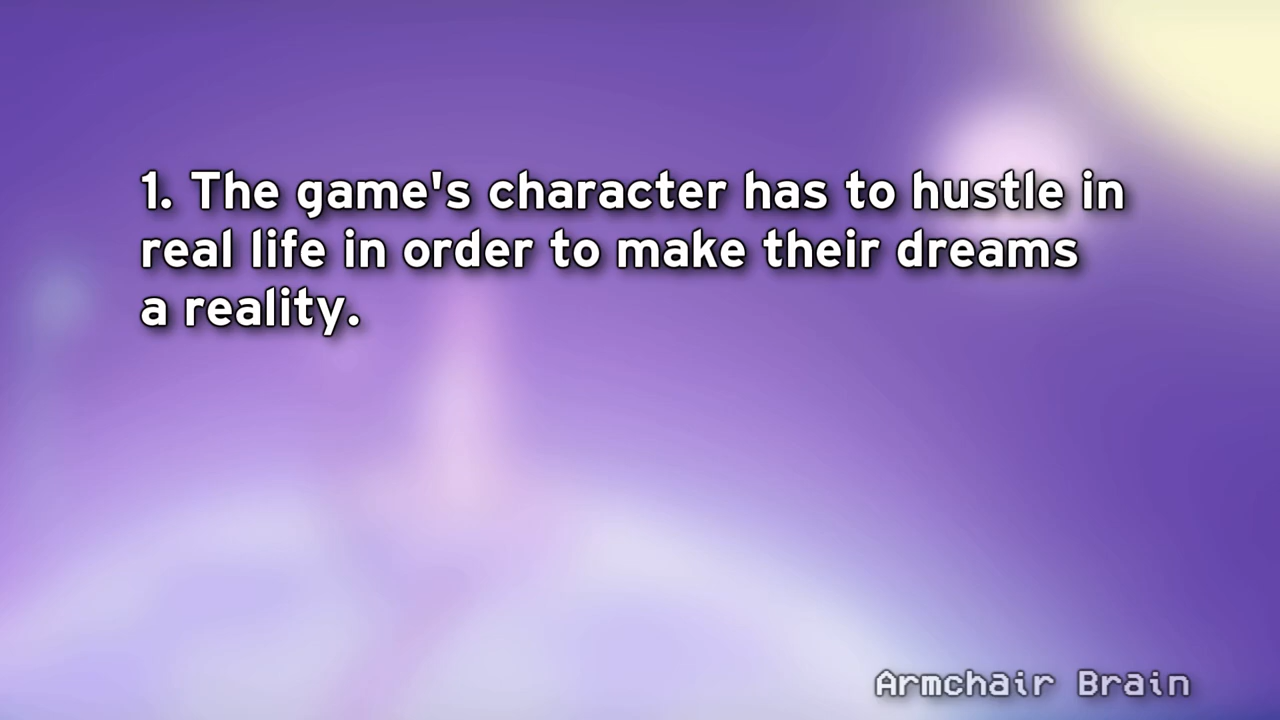 1. The game's character has to hustle in
real life in order to make their dreams
a reality.
Armchair Brain